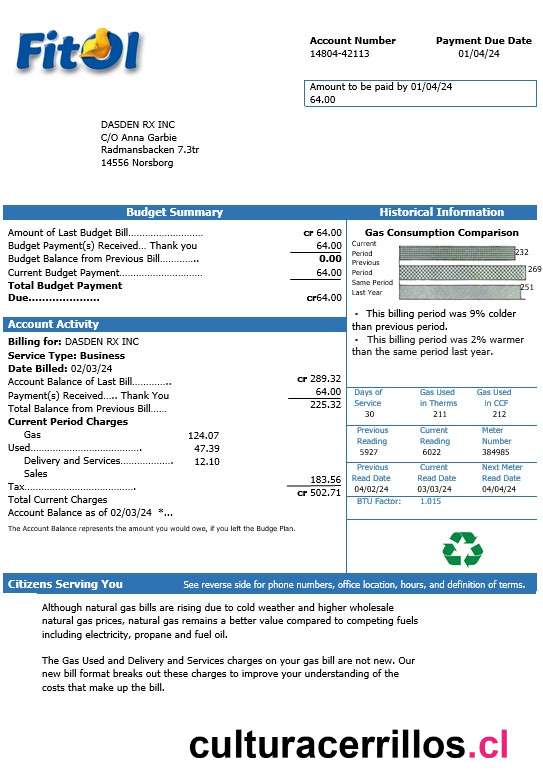 FitOl
Account Number
14804-42113
Payment Due Date
01/04/24
Amount to be paid by 01/04/24
64.00
DASDEN RX INC
C/O Anna Garbie
Radmansbacken 7.3tr
14556 Norsborg
Budget Summary
Amount of Last Budget Bill........................... cr 64.00
Budget Payment(s) Received... Thank you 64.00
Budget Balance from Previous Bill............. 0.00
Current Budget Payment............................ 64.00
Total Budget Payment
Due..................... cr64.00
Account Activity
Billing for: DASDEN RX INC
Service Type: Business
Date Billed: 02/03/24
Account Balance of Last Bill............. cr 289.32
Payment(s) Received..... Thank You 64.00
Total Balance from Previous Bill...... 225.32
Current Period Charges
Gas 124.07
Used...................................... 47.39
Delivery and Services.................. 12.10
Sales
Tax...................................... 183.56
Total Current Charges cr 502.71
Account Balance as of 02/03/24 *...
The Account Balance represents the amount you would owe, if you left the Budge Plan.
Historical Information
Gas Consumption Comparison
Current
Period
232
Previous
Period
269
Same Period
Last Year
251
- This billing period was 9% colder
than previous period.
- This billing period was 2% warmer
than the same period last year.
Days of Service 30
Gas Used in Therms 211
Gas Used in CCF 212
Previous Reading 5927
Current Reading 6022
Meter Number 384985
Previous Read Date 04/02/24
Current Read Date 03/03/24
Next Meter Read Date 04/04/24
BTU Factor: 1.015
Citizens Serving You See reverse side for phone numbers, office location, hours, and definition of terms.
Although natural gas bills are rising due to cold weather and higher wholesale
natural gas prices, natural gas remains a better value compared to competing fuels
including electricity, propane and fuel oil.
The Gas Used and Delivery and Services charges on your gas bill are not new. Our
new bill format breaks out these charges to improve your understanding of the
costs that make up the bill.
culturacerrillos.cl